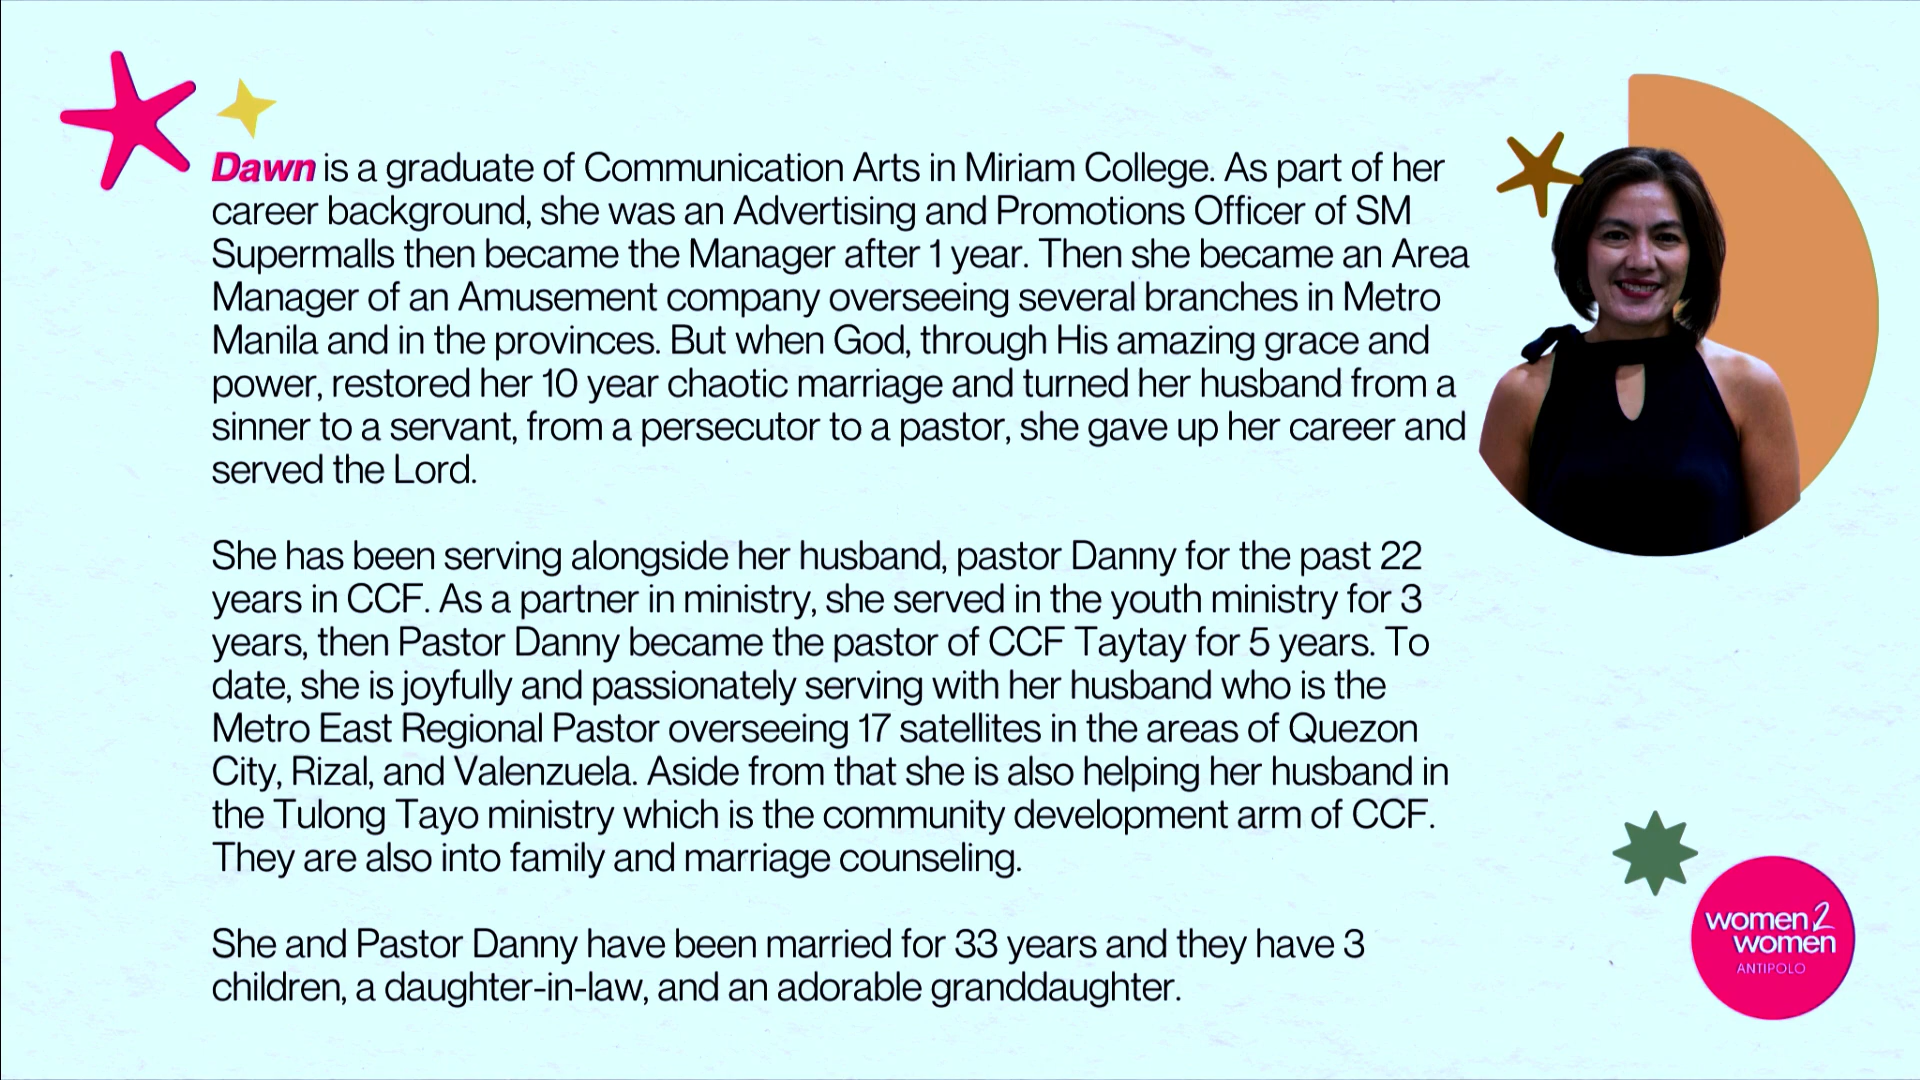 Dawn is a graduate of Communication Arts in Miriam College. As part of her
career background, she was an Advertising and Promotions Officer of SM
Supermalls then became the Manager after 1 year. Then she became an Area
Manager of an Amusement company overseeing several branches in Metro
Manila and in the provinces. But when God, through His amazing grace and
power, restored her 10 year chaotic marriage and turned her husband from a
sinner to a servant, from a persecutor to a pastor, she gave up her career and
served the Lord.
She has been serving alongside her husband, pastor Danny for the past 22
years in CCF. As a partner in ministry, she served in the youth ministry for 3
years, then Pastor Danny became the pastor of CCF Taytay for 5 years. To
date, she is joyfully and passionately serving with her husband who is the
Metro East Regional Pastor overseeing 17 satellites in the areas of Quezon
City, Rizal, and Valenzuela. Aside from that she is also helping her husband in
the Tulong Tayo ministry which is the community development arm of CCF.
They are also into family and marriage counseling.
She and Pastor Danny have been married for 33 years and they have 3
children, a daughter-in-law, and an adorable granddaughter.
women 2
women
ANTIPOLO